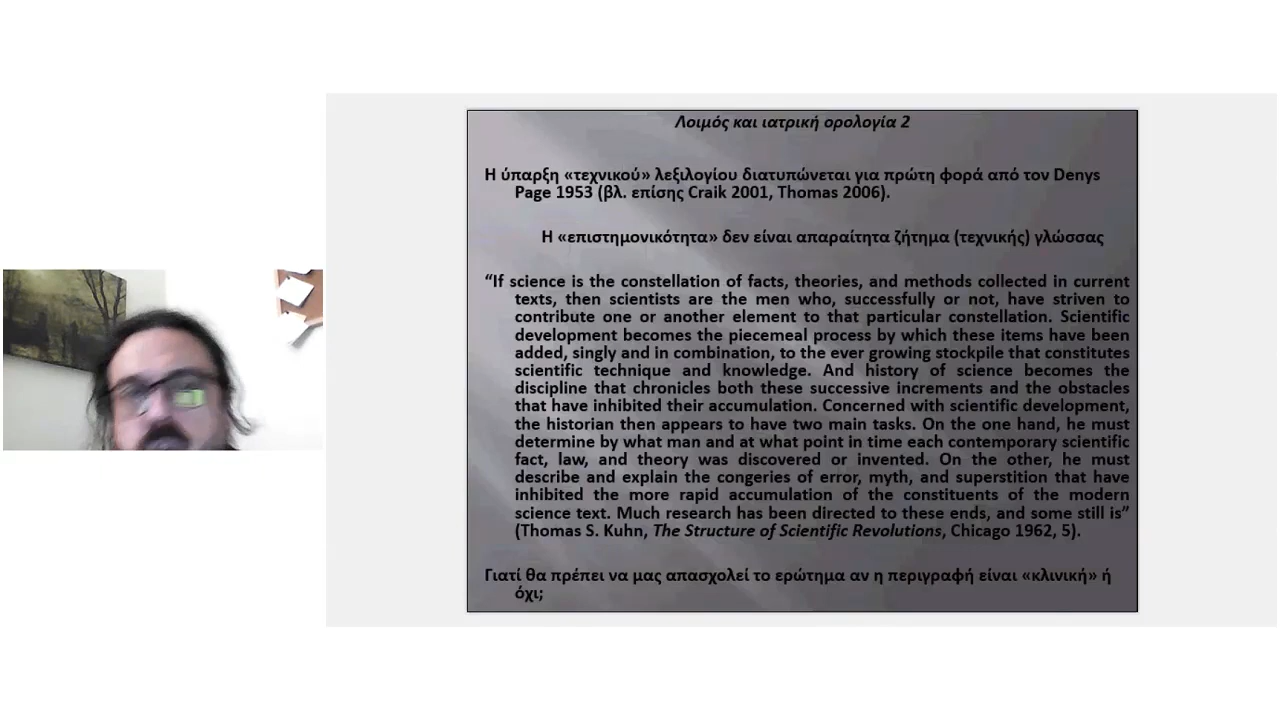 Λοιμός και ιατρική ορολογία 2
Η ύπαρξη «τεχνικού» λεξιλογίου διατυπώνεται για πρώτη φορά από τον Denys
Page 1953 (βλ. επίσης Craik 2001, Thomas 2006).
Η «επιστημονικότητα» δεν είναι απαραίτητα ζήτημα (τεχνικής) γλώσσας
“If science is the constellation of facts, theories, and methods collected in current
texts, then scientists are the men who, successfully or not, have striven to
contribute one or another element to that particular constellation. Scientific
development becomes the piecemeal process by which these items have been
added, singly and in combination, to the ever growing stockpile that constitutes
scientific technique and knowledge. And history of science becomes the
discipline that chronicles both these successive increments and the obstacles
that have inhibited their accumulation. Concerned with scientific development,
the historian then appears to have two main tasks. On the one hand, he must
determine by what man and at what point in time each contemporary scientific
fact, law, and theory was discovered or invented. On the other, he must
describe and explain the congeries of error, myth, and superstition that have
inhibited the more rapid accumulation of the constituents of the modern
science text. Much research has been directed to these ends, and some still is”
(Thomas S. Kuhn, The Structure of Scientific Revolutions, Chicago 1962, 5).
Γιατί θα πρέπει να μας απασχολεί το ερώτημα αν η περιγραφή είναι «κλινική» ή
όχι;